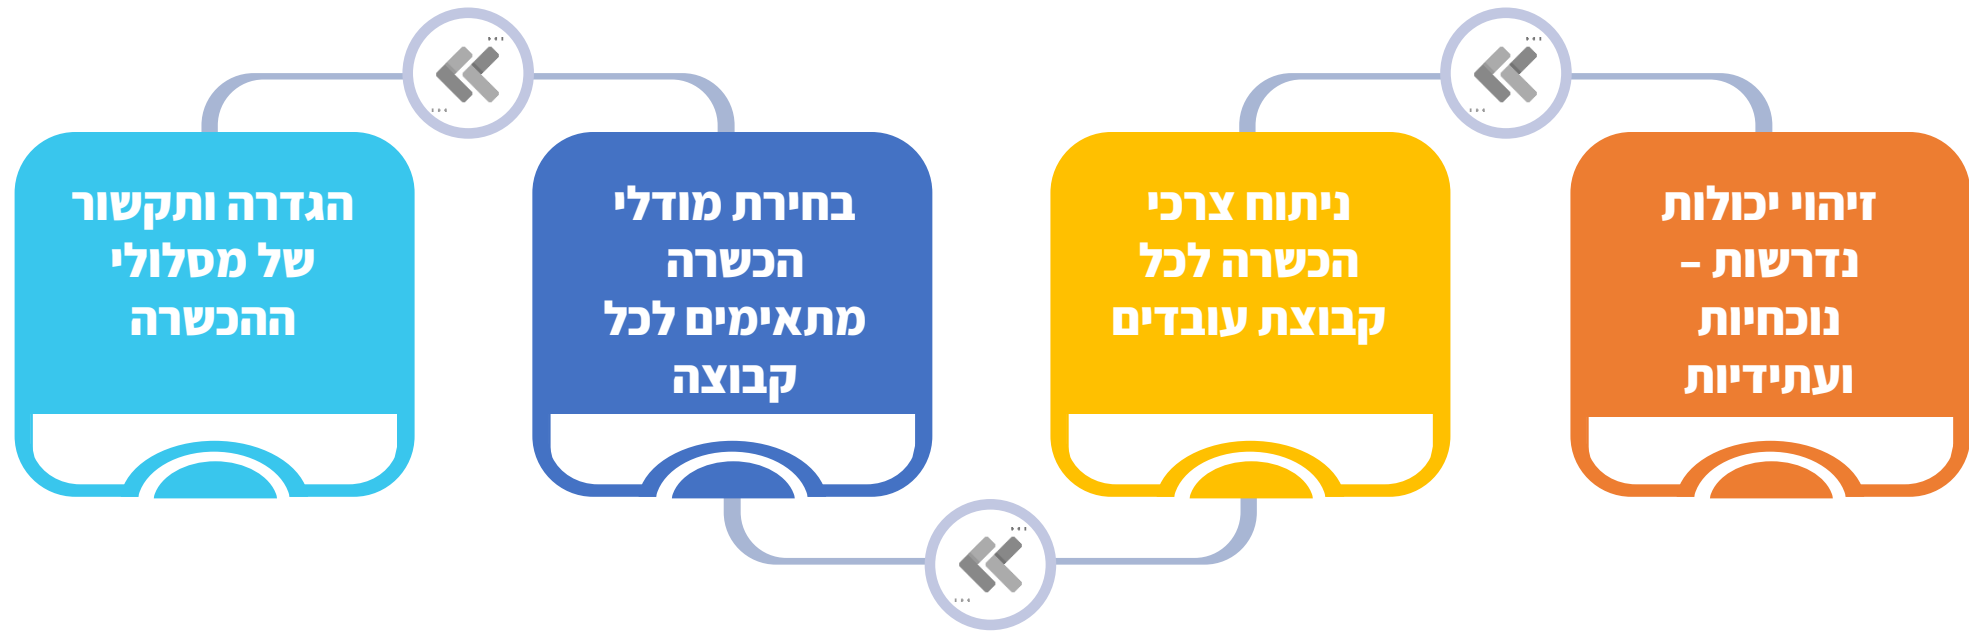 זיהוי יכולות
נדרשות –
נוכחיות
ועתידיות
ניתוח צרכי
הכשרה לכל
קבוצת עובדים
בחירת מודלי
הכשרה
מתאימים לכל
קבוצה
הגדרה ותקשור
של מסלולי
ההכשרה